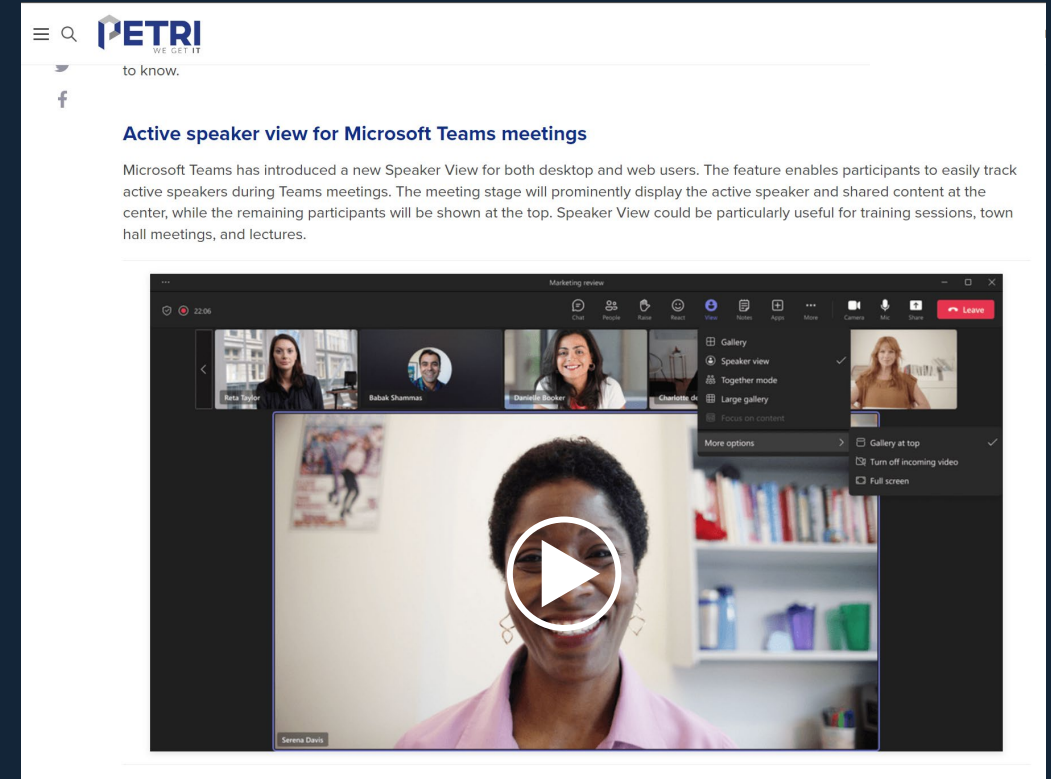 PETRI
WE GET IT
to know.
Active speaker view for Microsoft Teams meetings
Microsoft Teams has introduced a new Speaker View for both desktop and web users. The feature enables participants to easily track
active speakers during Teams meetings. The meeting stage will prominently display the active speaker and shared content at the
center, while the remaining participants will be shown at the top. Speaker View could be particularly useful for training sessions, town
hall meetings, and lectures.
Marketing review
22:06
Chat People Raise React View Notes Apps More Camera Mic Share Leave
Gallery
Speaker view
Together mode
Large gallery
Focus on content
More options
Gallery at top
Turn off incoming video
Full screen
Reta Taylor
Babak Shammas
Danielle Booker
Charlotte de
Serena Davis